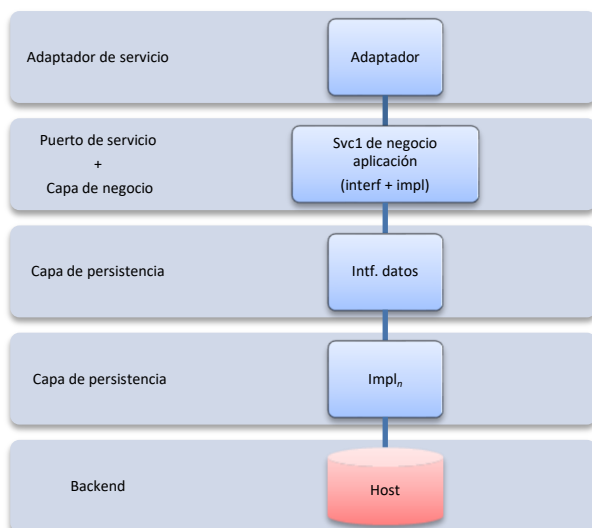 Adaptador de servicio
Adaptador
Puerto de servicio
+
Capa de negocio
Svc1 de negocio
aplicación
(interf + impl)
Capa de persistencia
Intf. datos
Capa de persistencia
Impln
Backend
Host